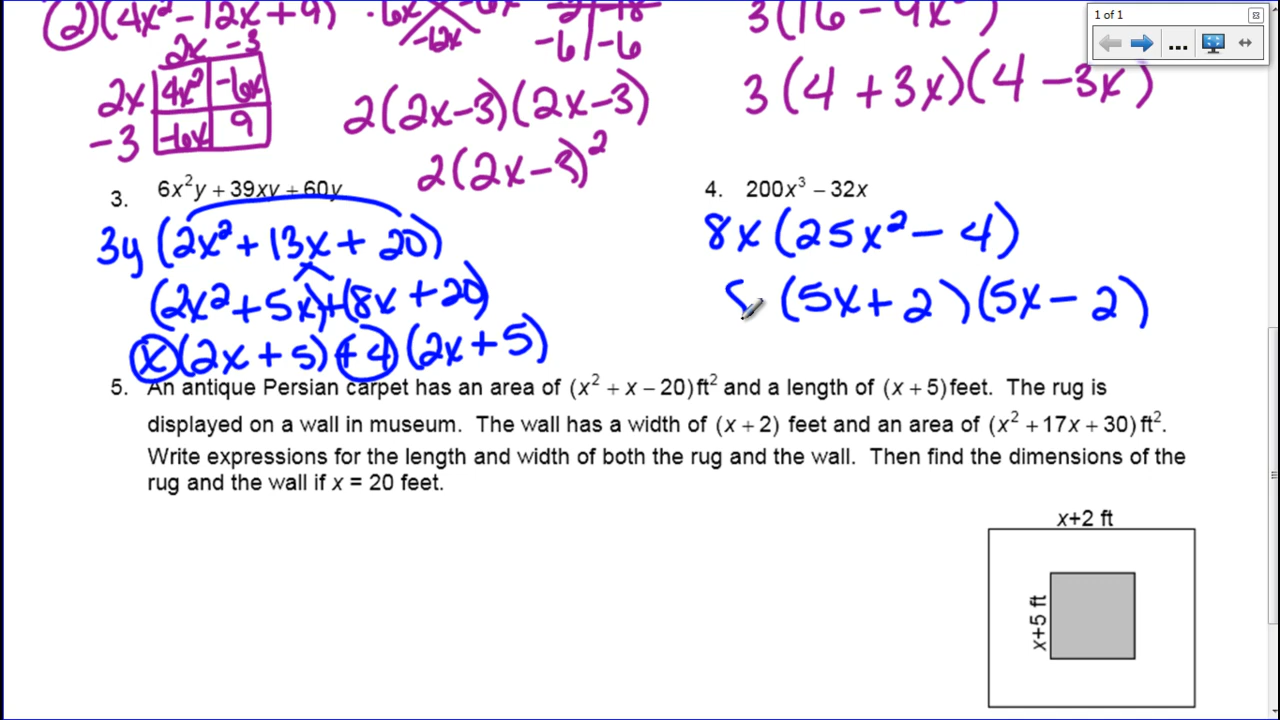 2(4x² - 12x + 9)
2x -3
2x 4x² -6x
-3 -6x 9
-6x
-6 -6
2(2x-3)(2x-3)
2(2x-3)²
3(4+3x)(4-3x)
1 of 1
3. 6x²y + 39xy + 60y
3y(2x² + 13x + 20)
(2x² + 5x)+(8x + 20)
x(2x+5)+4(2x+5)
4. 200x³ – 32x
8x(25x² - 4)
(5x+2)(5x-2)
5. An antique Persian carpet has an area of (x² + x – 20) ft² and a length of (x + 5) feet. The rug is
displayed on a wall in museum. The wall has a width of (x + 2) feet and an area of (x² + 17x + 30) ft².
Write expressions for the length and width of both the rug and the wall. Then find the dimensions of the
rug and the wall if x = 20 feet.
x+2 ft
x+5 ft